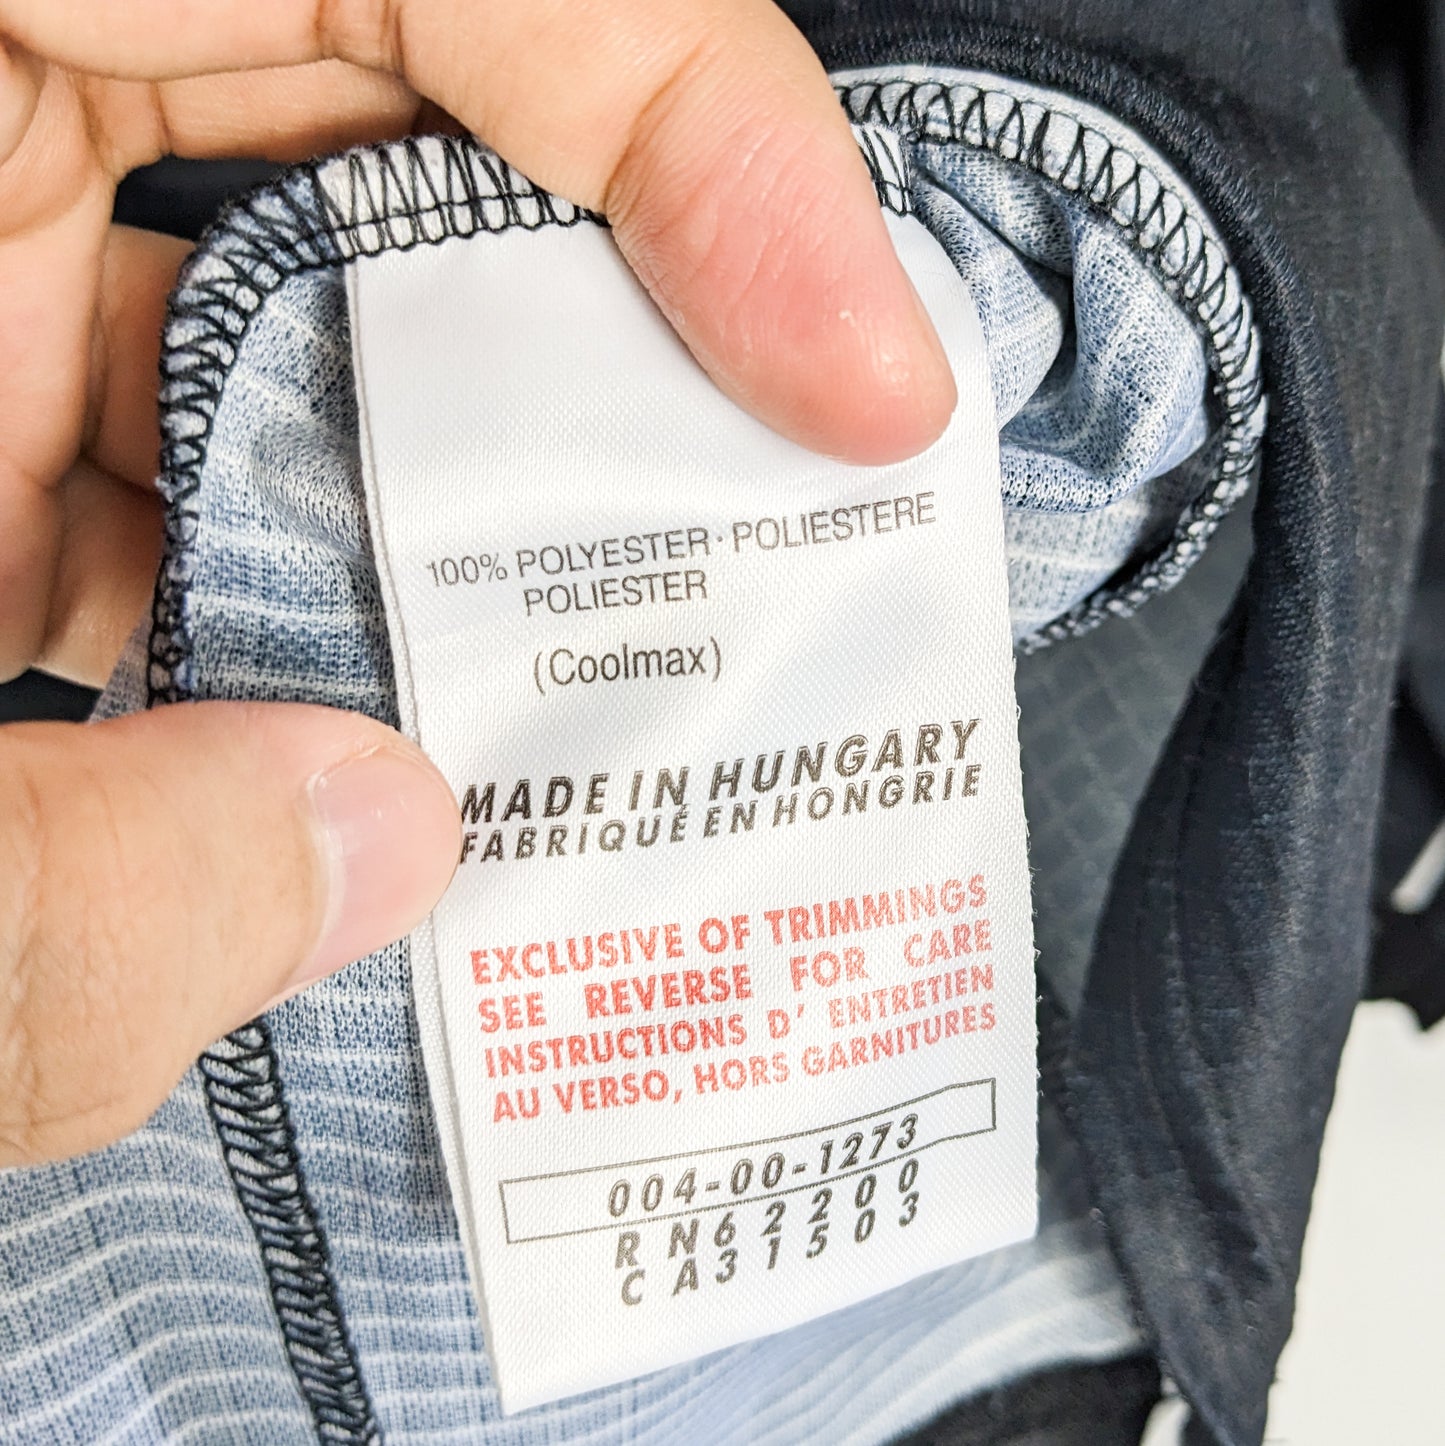 100% POLYESTER · POLIESTERE
POLIESTER
(Coolmax)
MADE IN HUNGARY
FABRIQUÉ EN HONGRIE
EXCLUSIVE OF TRIMMINGS
SEE REVERSE FOR CARE
INSTRUCTIONS D' ENTRETIEN
AU VERSO, HORS GARNITURES
004-00-1273
RN62200
CA31503